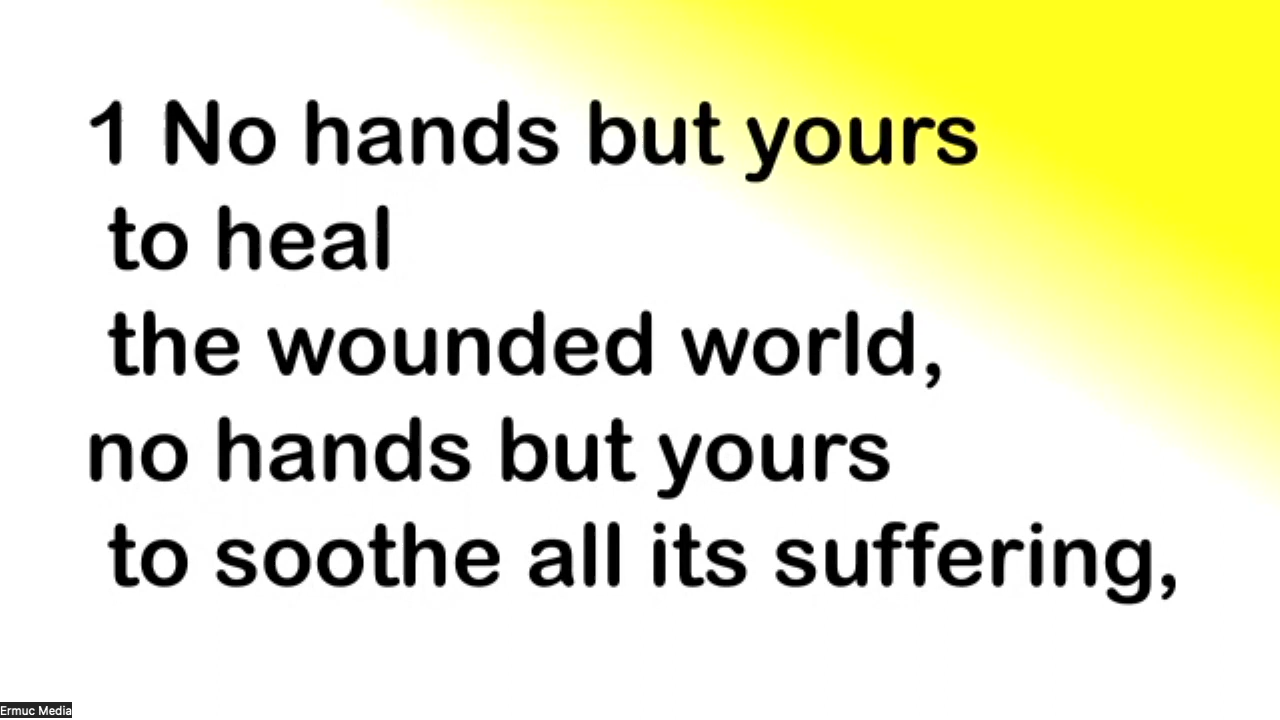 1 No hands but yours
to heal
the wounded world,
no hands but yours
to soothe all its suffering,
Ermuc Media